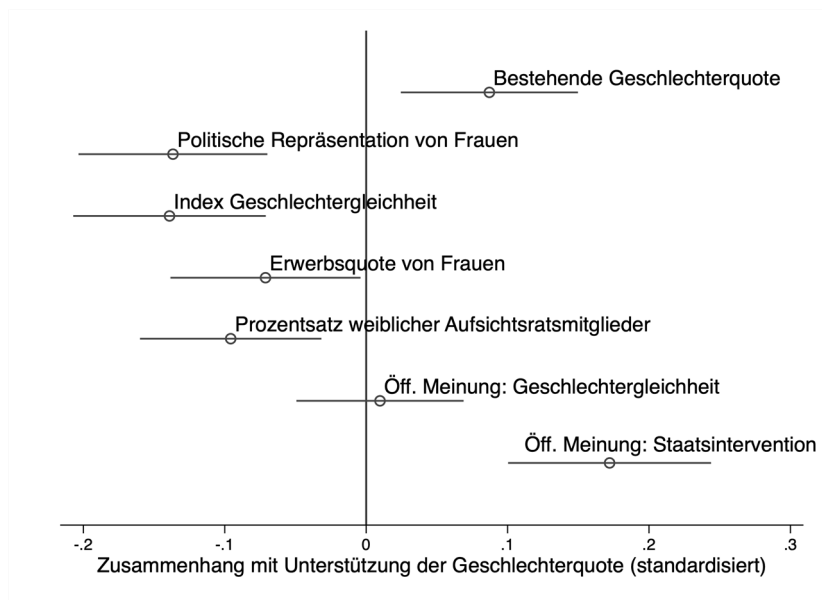 Bestehende Geschlechterquote
Politische Repräsentation von Frauen
Index Geschlechtergleichheit
Erwerbsquote von Frauen
Prozentsatz weiblicher Aufsichtsratsmitglieder
Öff. Meinung: Geschlechtergleichheit
Öff. Meinung: Staatsintervention
-.2 -.1 0 .1 .2 .3
Zusammenhang mit Unterstützung der Geschlechterquote (standardisiert)